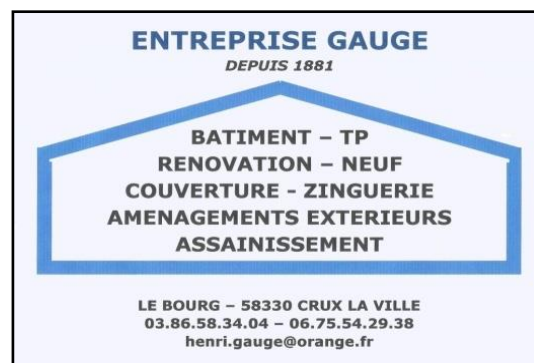 ENTREPRISE GAUGE
DEPUIS 1881
BATIMENT – TP
RENOVATION – NEUF
COUVERTURE - ZINGUERIE
AMENAGEMENTS EXTERIEURS
ASSAINISSEMENT
LE BOURG – 58330 CRUX LA VILLE
03.86.58.34.04 – 06.75.54.29.38
henri.gauge@orange.fr